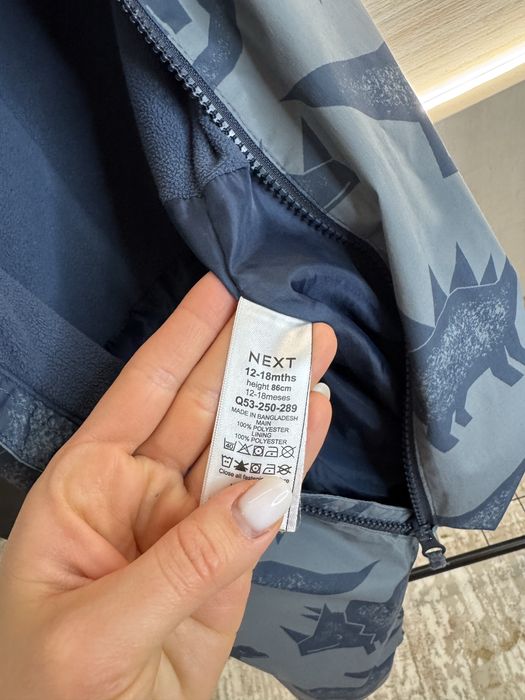 NEXT
12-18mths
height 86cm
12-18meses
Q53-250-289
MADE IN BANGLADESH
MAIN
100% POLYESTER
LINING
100% POLYESTER
40
Close all